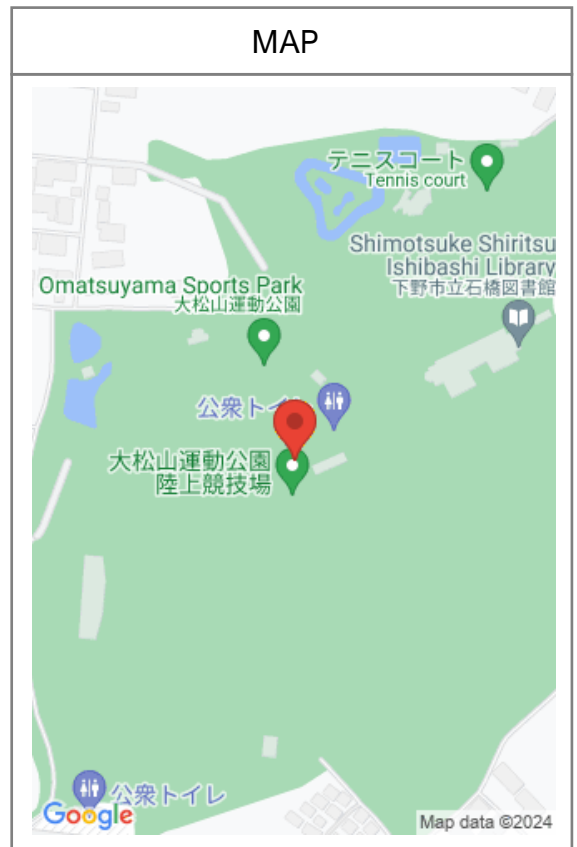 MAP
テニスコート
Tennis court
Shimotsuke Shiritsu
Ishibashi Library
下野市立石橋図書館
Omatsuyama Sports Park
大松山運動公園
公衆ト
大松山運動公園
陸上競技場
公衆トイレ
Google
Map data ©2024